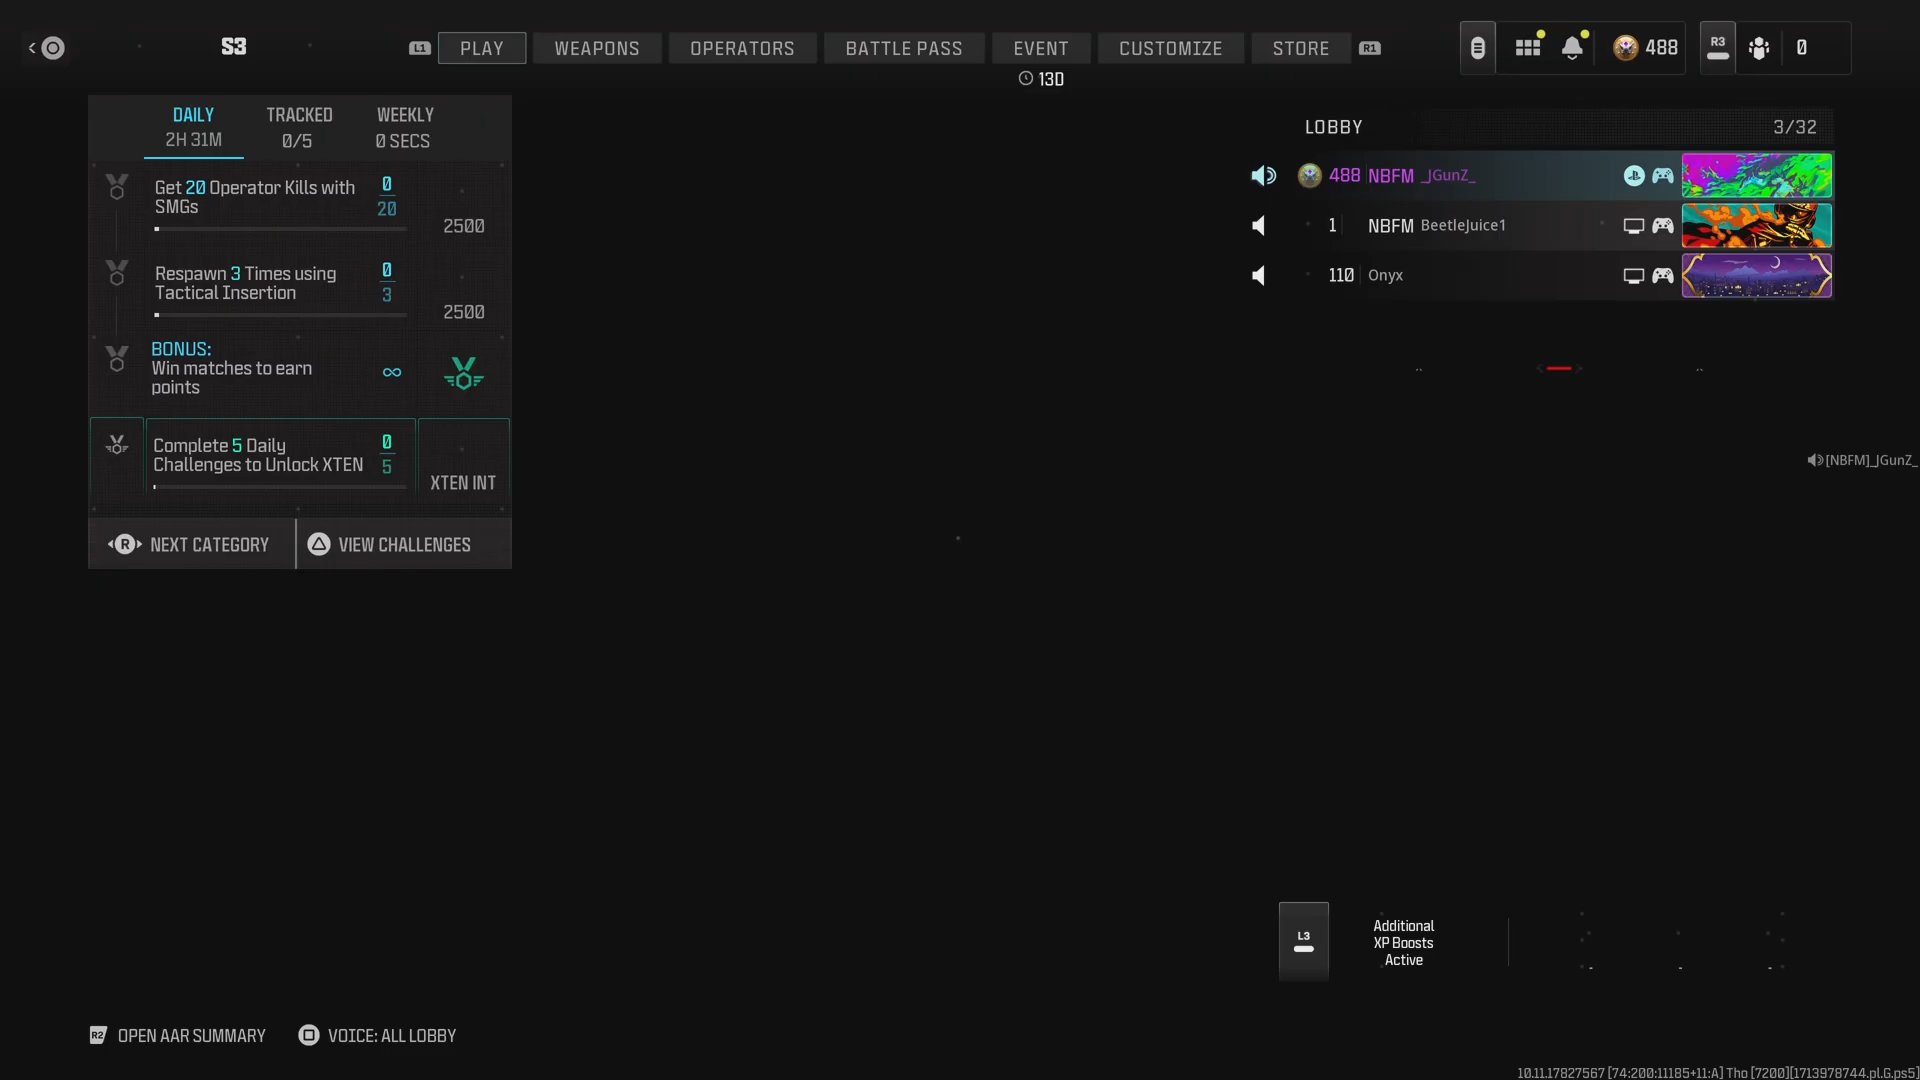 S3
L1
PLAY
WEAPONS
OPERATORS
BATTLE PASS
EVENT
CUSTOMIZE
STORE
R1
13D
488
R3
0
DAILY
2H 31M
TRACKED
0/5
WEEKLY
0 SECS
Get 20 Operator Kills with
SMGs
0
20
2500
Respawn 3 Times using
Tactical Insertion
0
3
2500
BONUS:
Win matches to earn
points
∞
Complete 5 Daily
Challenges to Unlock XTEN
0
5
XTEN INT
R NEXT CATEGORY
VIEW CHALLENGES
LOBBY
3/32
488 NBFM _JGunZ_
1 NBFM BeetleJuice1
110 Onyx
[NBFM]_JGunZ_
L3
Additional
XP Boosts
Active
R2 OPEN AAR SUMMARY
VOICE: ALL LOBBY
10.11.17827567 [74:200:11185+11:A] Tho [7200][1713978744.pl.G.ps5]